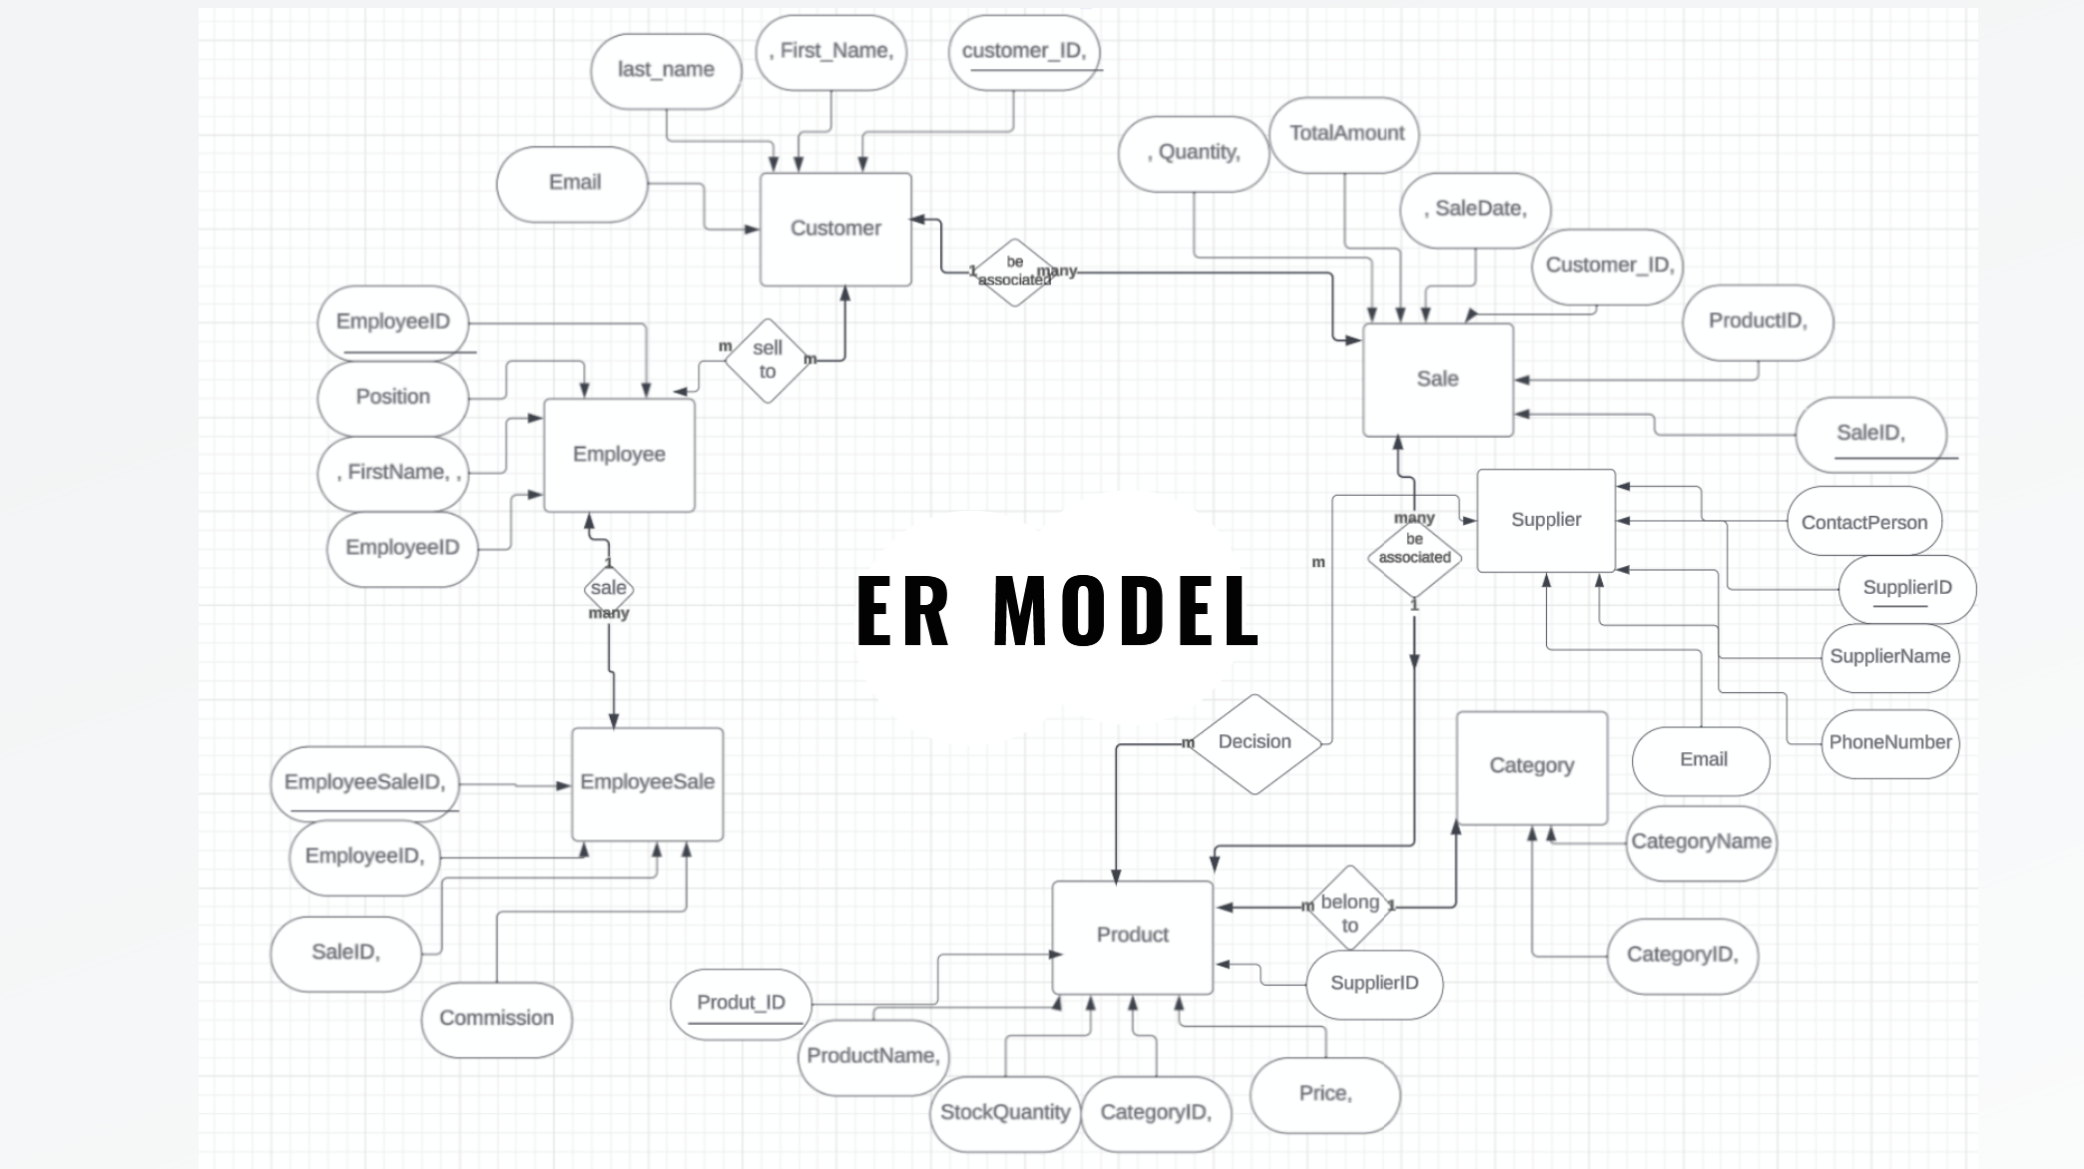 last_name
, First_Name,
customer_ID,
Email
Customer
, Quantity,
TotalAmount
, SaleDate,
Customer_ID,
ProductID,
SaleID,
1
be
associated
many
Sale
EmployeeID
Position
, FirstName, ,
EmployeeID
Employee
m
sell
to
m
1
sale
many
Supplier
ContactPerson
SupplierID
SupplierName
PhoneNumber
Email
many
be
associated
1
m
ER MODEL
m
Decision
Category
CategoryName
CategoryID,
EmployeeSaleID,
EmployeeID,
SaleID,
Commission
EmployeeSale
m
belong
to
1
Product
SupplierID
Produt_ID
ProductName,
StockQuantity
CategoryID,
Price,